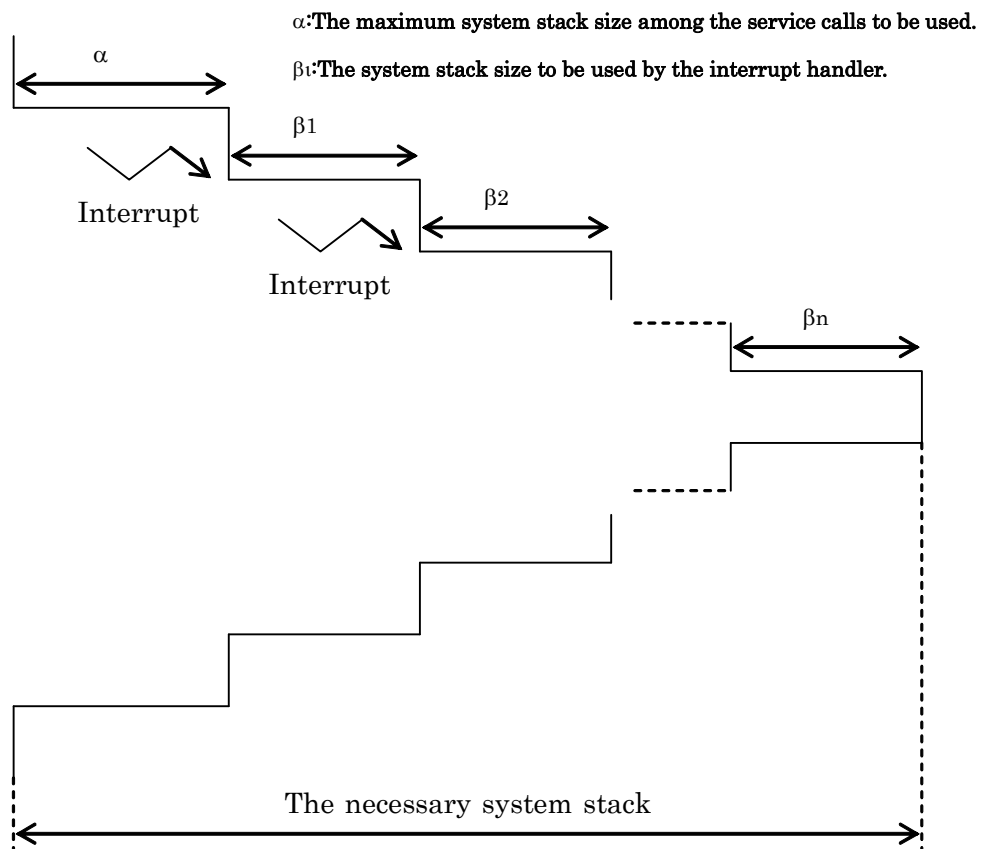 α:The maximum system stack size among the service calls to be used.
βι:The system stack size to be used by the interrupt handler.
α
β1
Interrupt
β2
Interrupt
βn
The necessary system stack